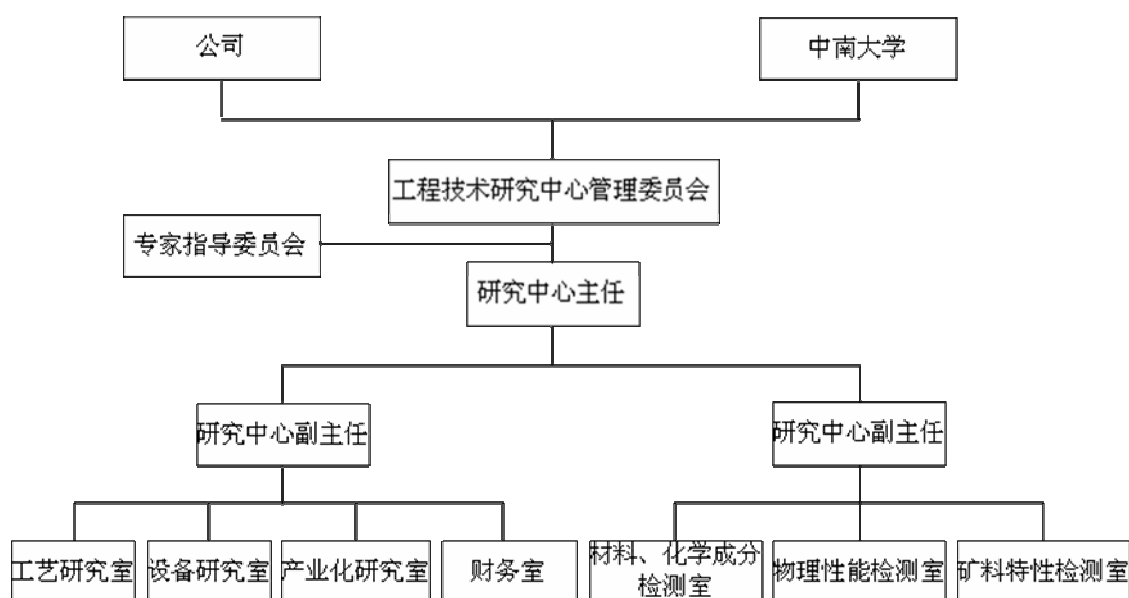 公司
中南大学
工程技术研究中心管理委员会
专家指导委员会
研究中心主任
研究中心副主任
研究中心副主任
工艺研究室
设备研究室
产业化研究室
财务室
材料、化学成分
检测室
物理性能检测室
矿料特性检测室